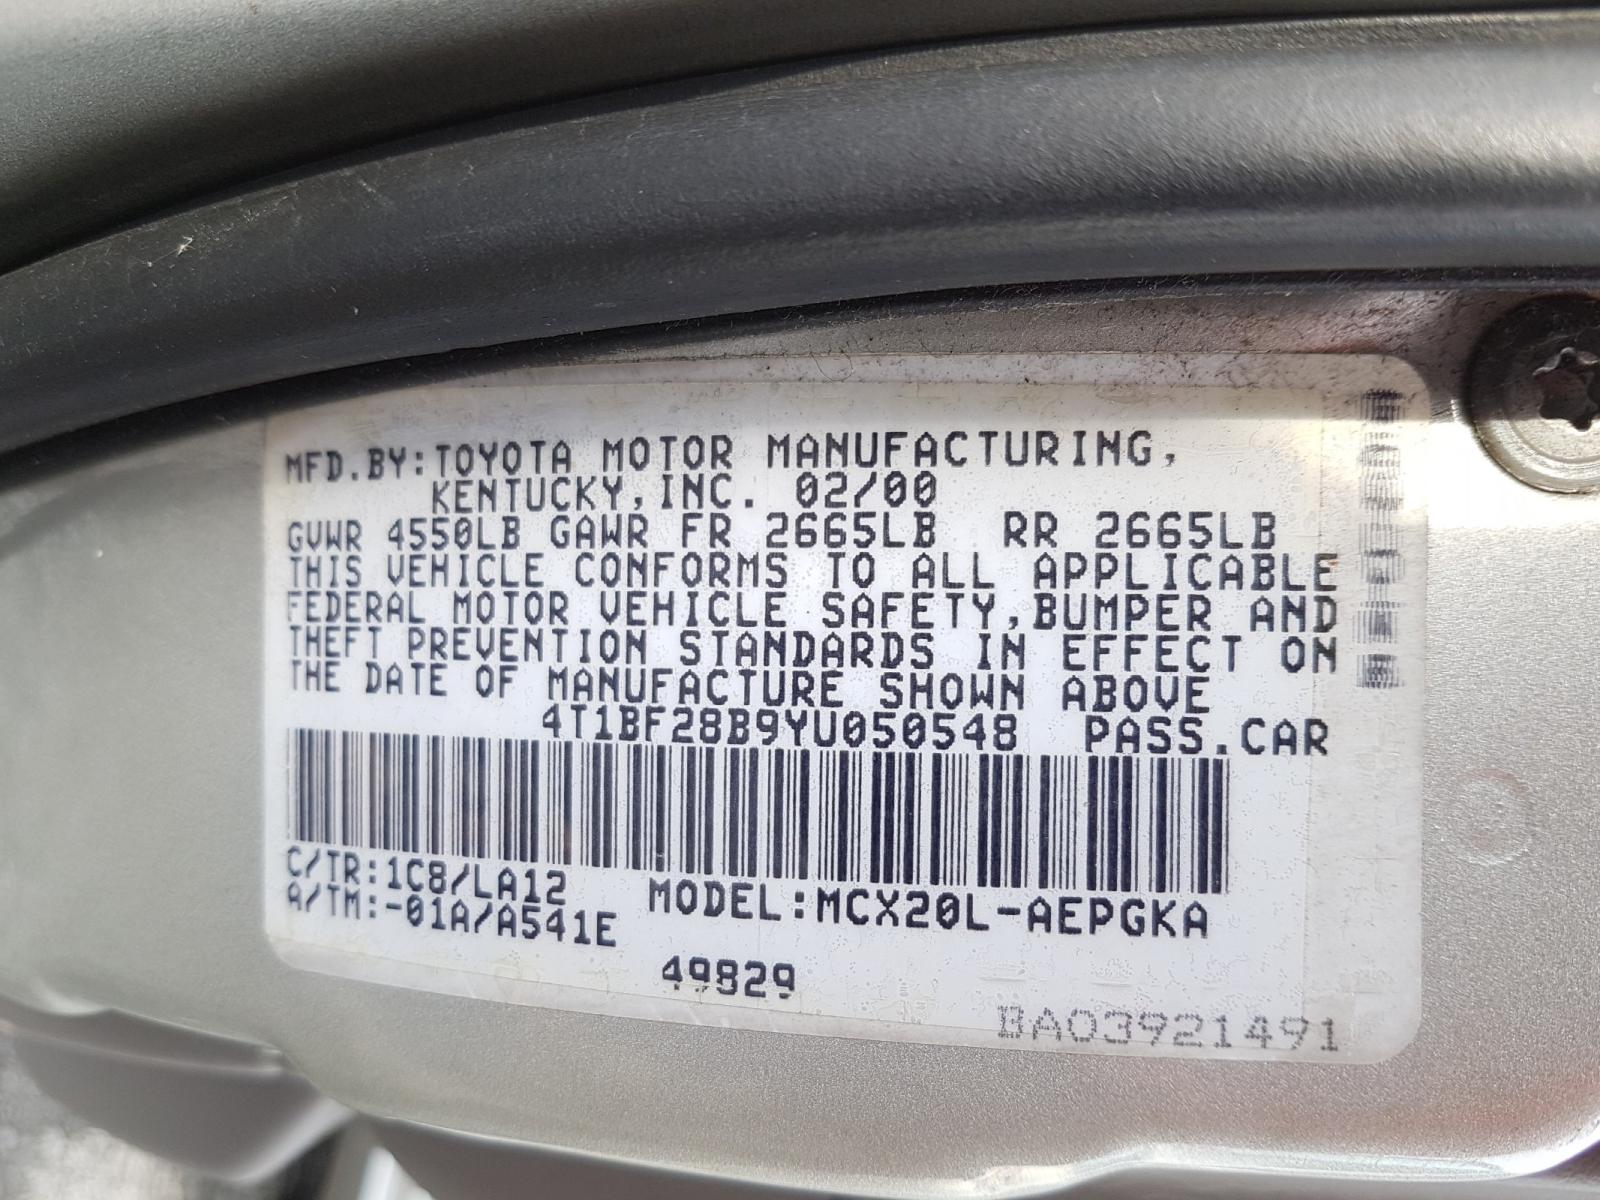 MFD.BY:TOYOTA MOTOR MANUFACTURING,
KENTUCKY,INC. 02/00
GVWR 4550LB GAWR FR 2665LB RR 2665LB
THIS VEHICLE CONFORMS TO ALL APPLICABLE
FEDERAL MOTOR VEHICLE SAFETY,BUMPER AND
THEFT PREVENTION STANDARDS IN EFFECT ON
THE DATE OF MANUFACTURE SHOWN ABOVE
4T1BF28B9YU050548 PASS.CAR
C/TR:1C8/LA12
A/TM:-01A/A541E
MODEL:MCX20L-AEPGKA
49829
BA03921491